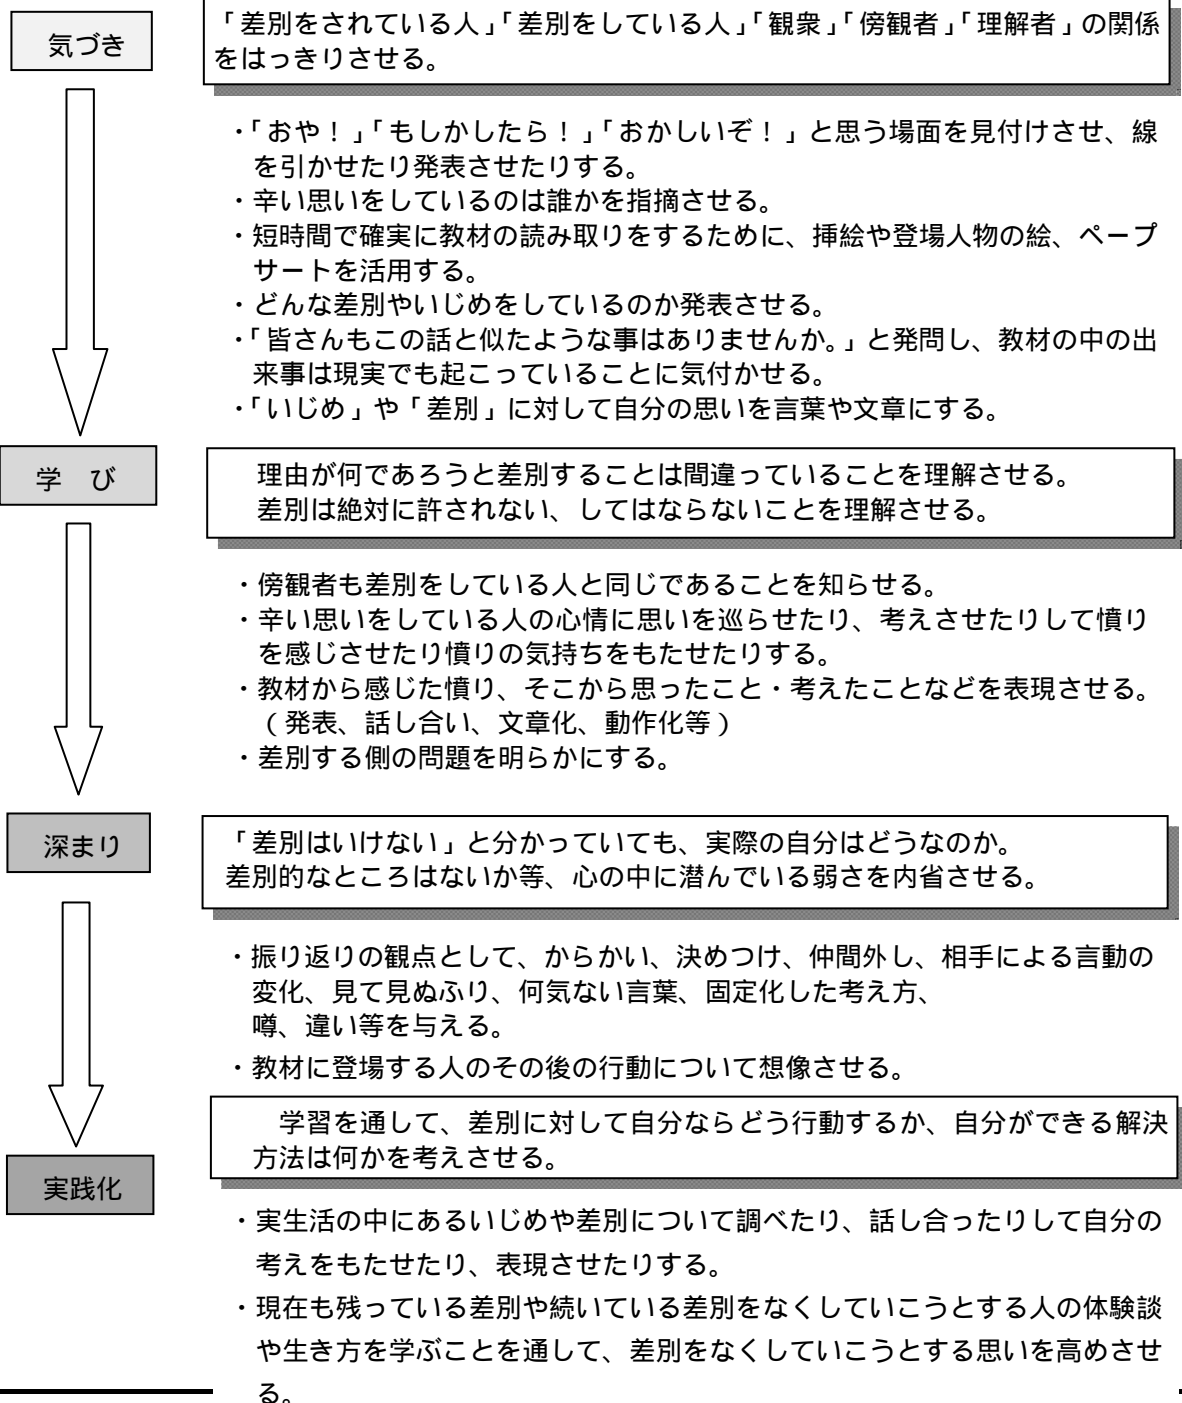 気づき
「差別をされている人」「差別をしている人」「観衆」「傍観者」「理解者」の関係
をはっきりさせる。
・「おや！」「もしかしたら！」「おかしいぞ！」と思う場面を見付けさせ、線
を引かせたり発表させたりする。
・辛い思いをしているのは誰かを指摘させる。
・短時間で確実に教材の読み取りをするために、挿絵や登場人物の絵、ペープ
サートを活用する。
・どんな差別やいじめをしているのか発表させる。
・「皆さんもこの話と似たような事はありませんか。」と発問し、教材の中の出
来事は現実でも起こっていることに気付かせる。
・「いじめ」や「差別」に対して自分の思いを言葉や文章にする。
学　び
理由が何であろうと差別することは間違っていることを理解させる。
差別は絶対に許されない、してはならないことを理解させる。
・傍観者も差別をしている人と同じであることを知らせる。
・辛い思いをしている人の心情に思いを巡らせたり、考えさせたりして憤り
を感じさせたり憤りの気持ちをもたせたりする。
・教材から感じた憤り、そこから思ったこと・考えたことなどを表現させる。
（発表、話し合い、文章化、動作化等）
・差別する側の問題を明らかにする。
深まり
「差別はいけない」と分かっていても、実際の自分はどうなのか。
差別的なところはないか等、心の中に潜んでいる弱さを内省させる。
・振り返りの観点として、からかい、決めつけ、仲間外し、相手による言動の
変化、見て見ぬふり、何気ない言葉、固定化した考え方、
噂、違い等を与える。
・教材に登場する人のその後の行動について想像させる。
学習を通して、差別に対して自分ならどう行動するか、自分ができる解決
方法は何かを考えさせる。
実践化
・実生活の中にあるいじめや差別について調べたり、話し合ったりして自分の
考えをもたせたり、表現させたりする。
・現在も残っている差別や続いている差別をなくしていこうとする人の体験談
や生き方を学ぶことを通して、差別をなくしていこうとする思いを高めさせ
る。